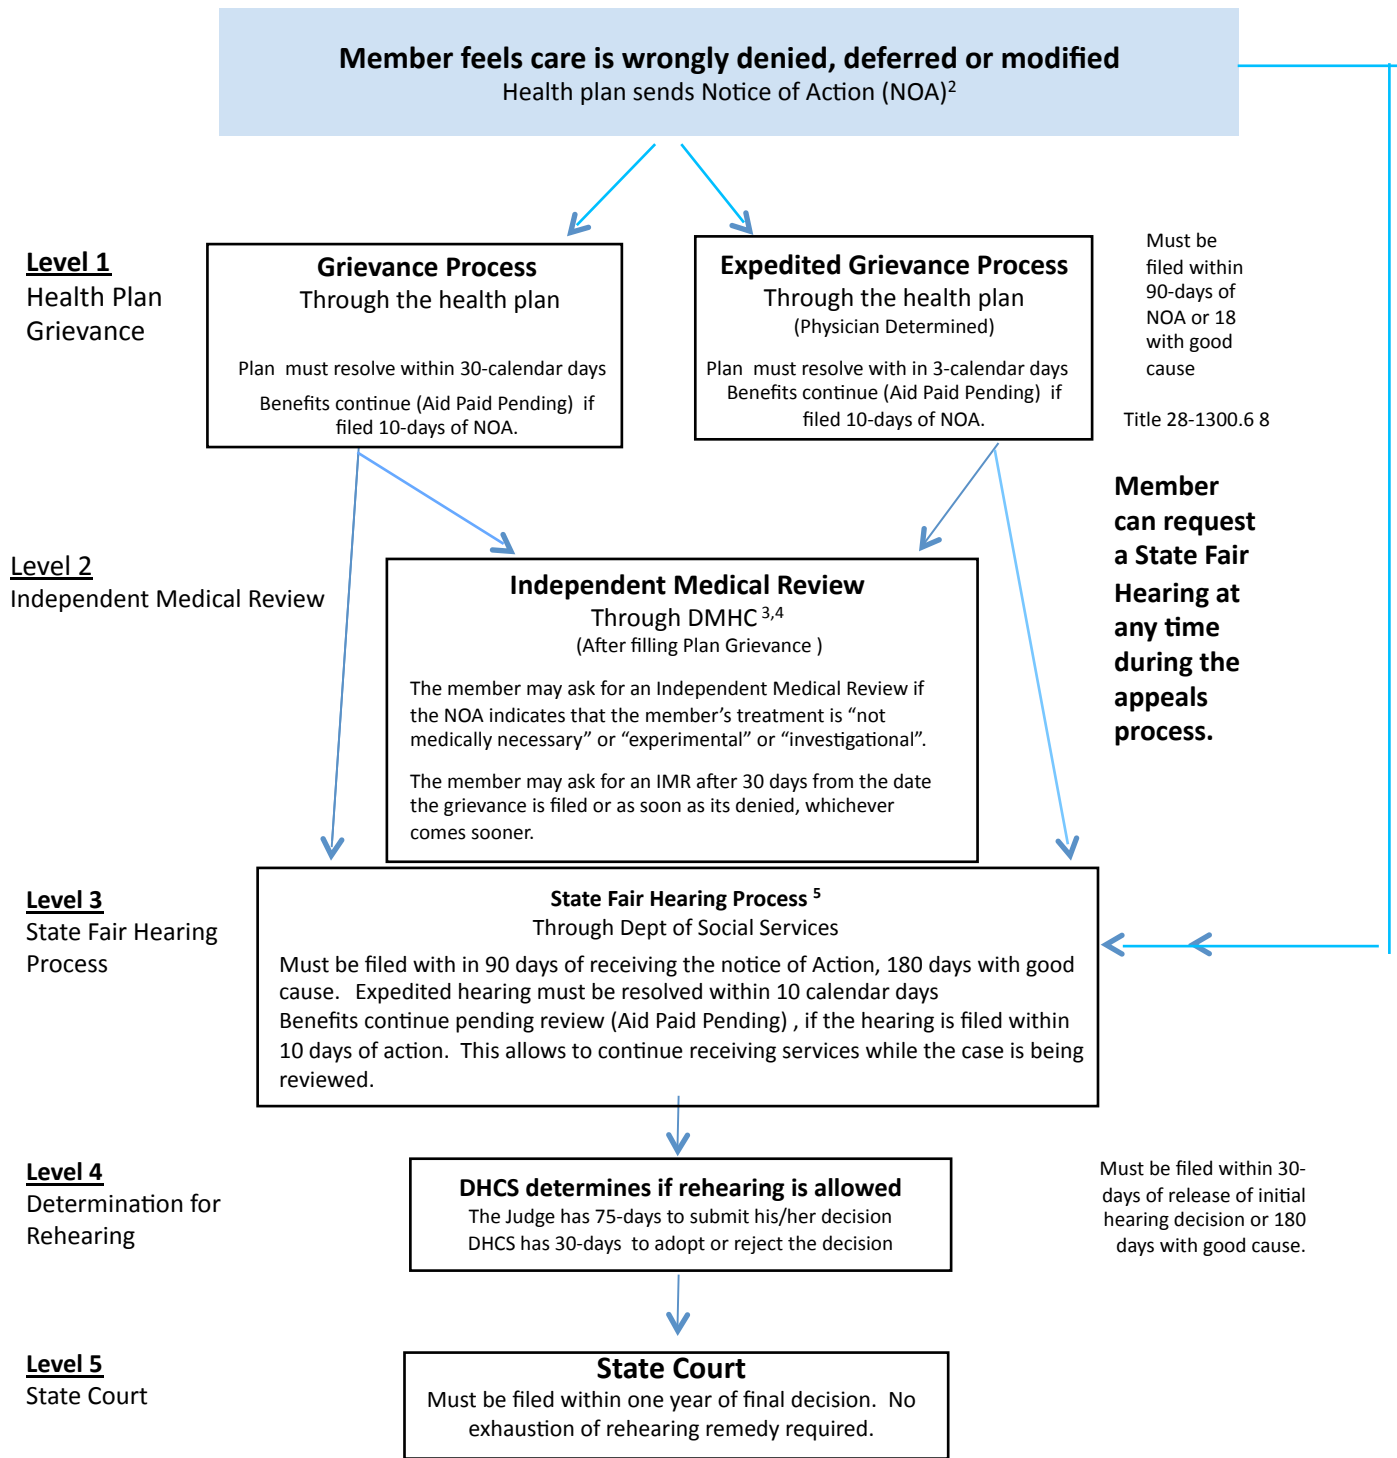 Member feels care is wrongly denied, deferred or modified
Health plan sends Notice of Action (NOA)2
Level 1
Health Plan
Grievance
Grievance Process
Through the health plan
Plan must resolve within 30-calendar days
Benefits continue (Aid Paid Pending) if
filed 10-days of NOA.
Expedited Grievance Process
Through the health plan
(Physician Determined)
Plan must resolve with in 3-calendar days
Benefits continue (Aid Paid Pending) if
filed 10-days of NOA.
Must be
filed within
90-days of
NOA or 18
with good
cause
Title 28-1300.6 8
Member
can request
a State Fair
Hearing at
any time
during the
appeals
process.
Level 2
Independent Medical Review
Independent Medical Review
Through DMHC 3,4
(After filling Plan Grievance )
The member may ask for an Independent Medical Review if
the NOA indicates that the member’s treatment is “not
medically necessary” or “experimental” or “investigational”.
The member may ask for an IMR after 30 days from the date
the grievance is filed or as soon as its denied, whichever
comes sooner.
Level 3
State Fair Hearing
Process
State Fair Hearing Process 5
Through Dept of Social Services
Must be filed with in 90 days of receiving the notice of Action, 180 days with good
cause. Expedited hearing must be resolved within 10 calendar days
Benefits continue pending review (Aid Paid Pending) , if the hearing is filed within
10 days of action. This allows to continue receiving services while the case is being
reviewed.
Level 4
Determination for
Rehearing
DHCS determines if rehearing is allowed
The Judge has 75-days to submit his/her decision
DHCS has 30-days to adopt or reject the decision
Must be filed within 30-
days of release of initial
hearing decision or 180
days with good cause.
Level 5
State Court
State Court
Must be filed within one year of final decision. No
exhaustion of rehearing remedy required.